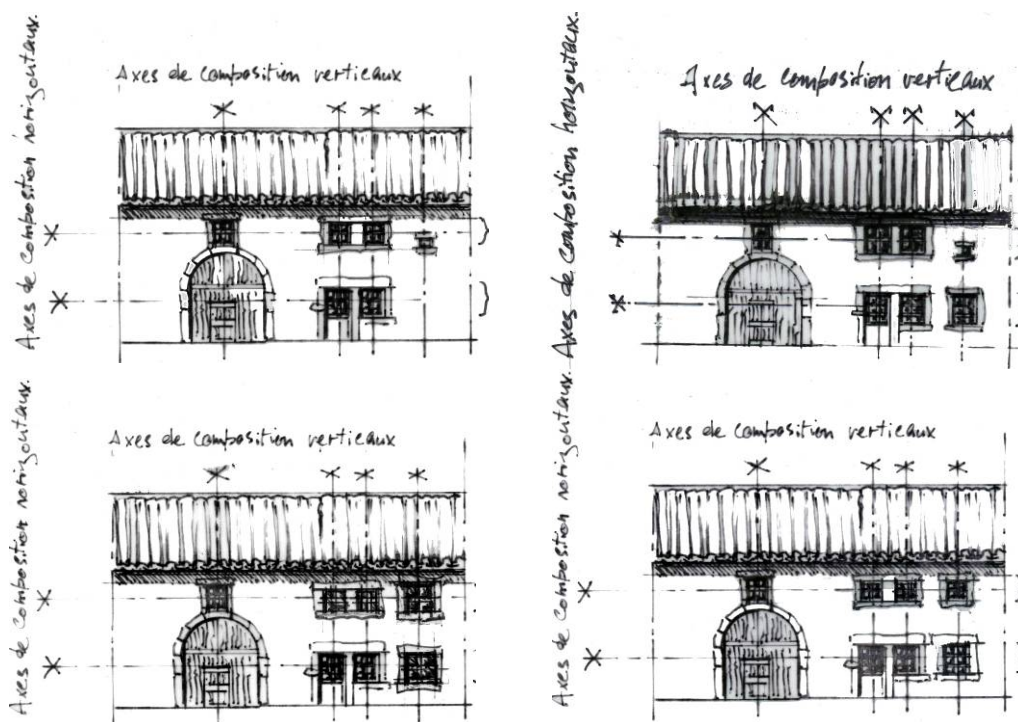 Axes de composition verticaux
Axes de composition horizontaux.
Axes de composition verticaux
Axes de composition horizontaux.
Axes de composition verticaux
Axes de composition horizontaux.
Axes de composition verticaux
Axes de composition horizontaux.